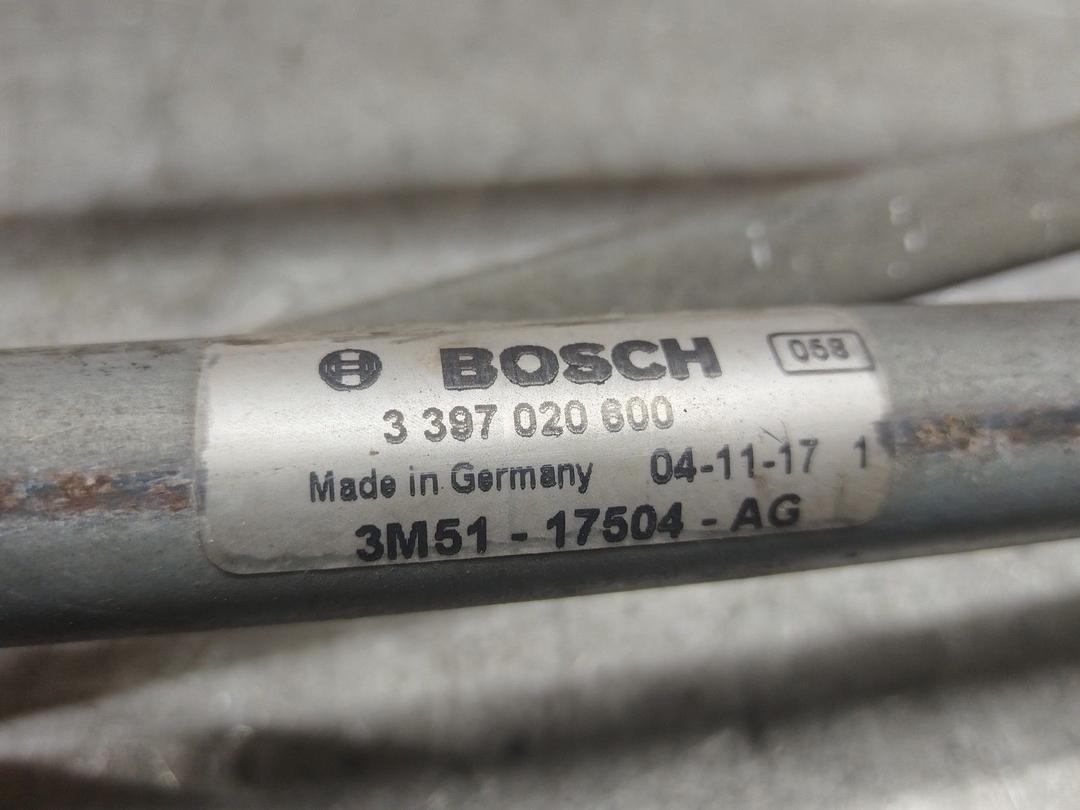 BOSCH 058
3 397 020 600
Made in Germany 04-11-17 1
3M51 - 17504 - AG